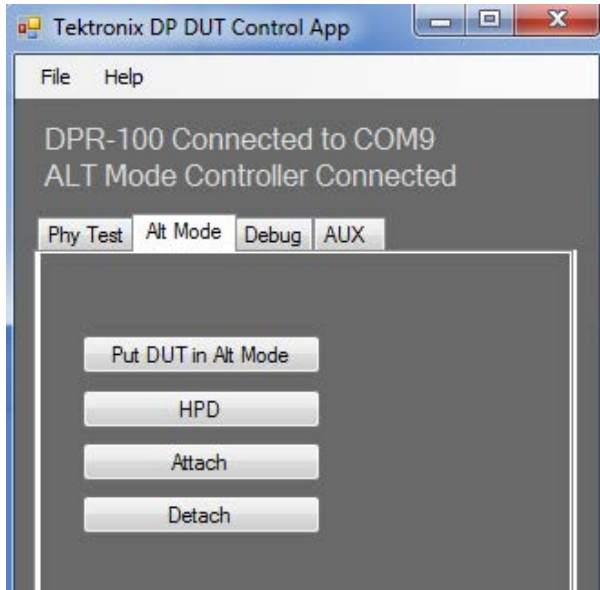 Tektronix DP DUT Control App
File Help
DPR-100 Connected to COM9
ALT Mode Controller Connected
Phy Test Alt Mode Debug AUX
Put DUT in Alt Mode
HPD
Attach
Detach